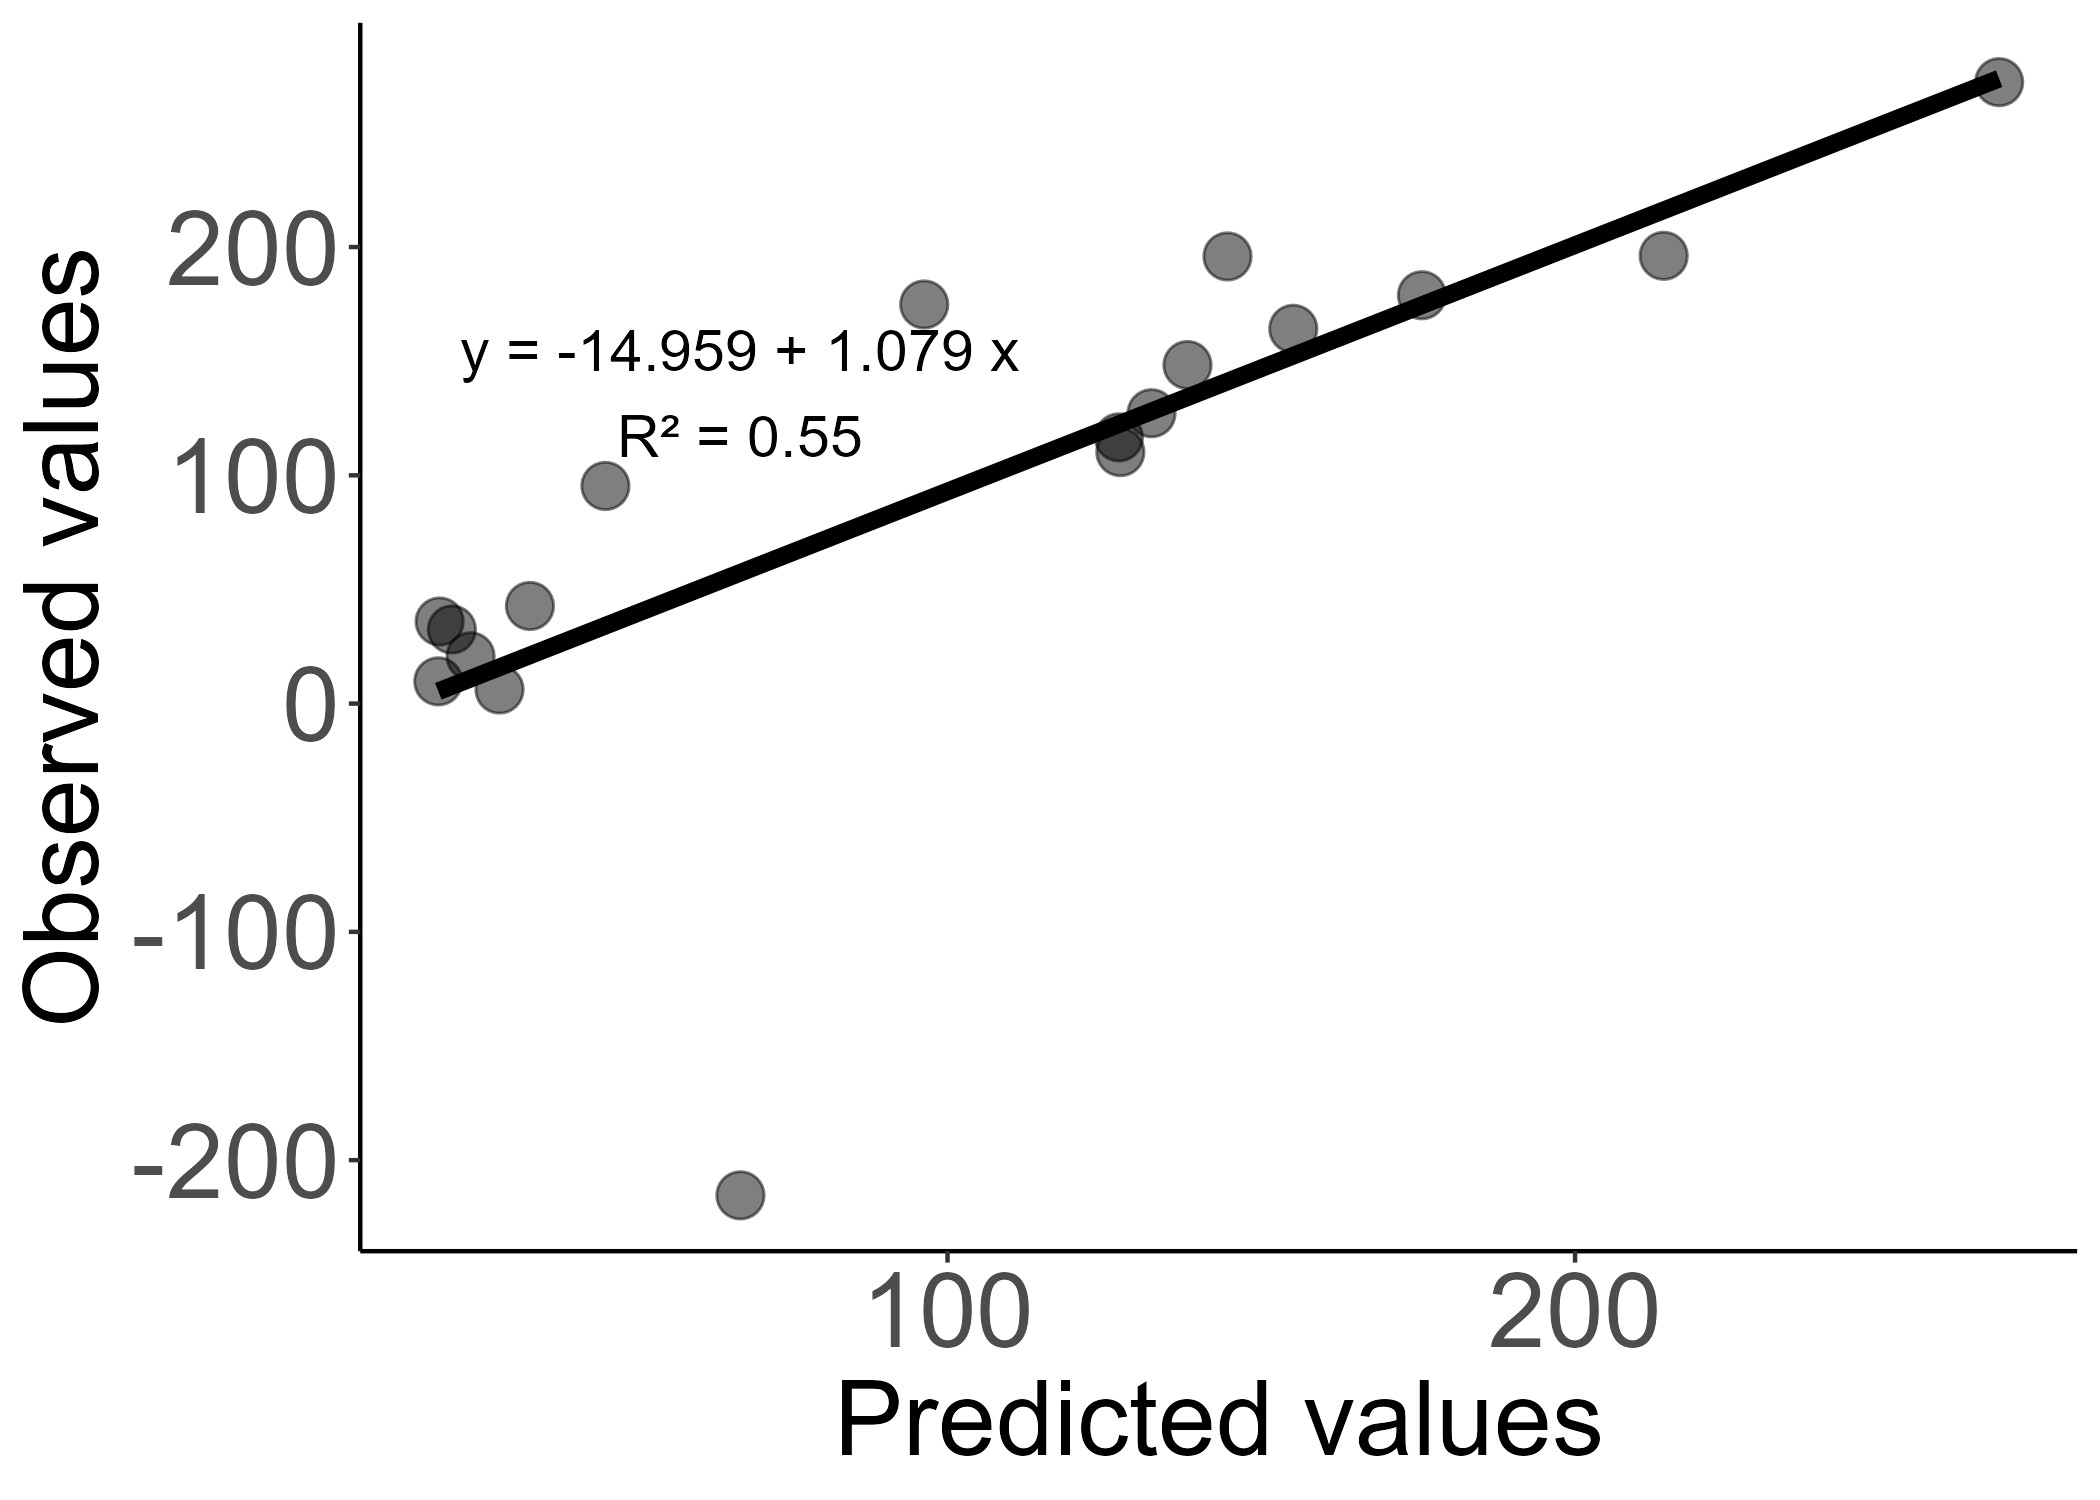 Observed values
200
100
0
-100
-200
y = -14.959 + 1.079 x
R² = 0.55
100
200
Predicted values